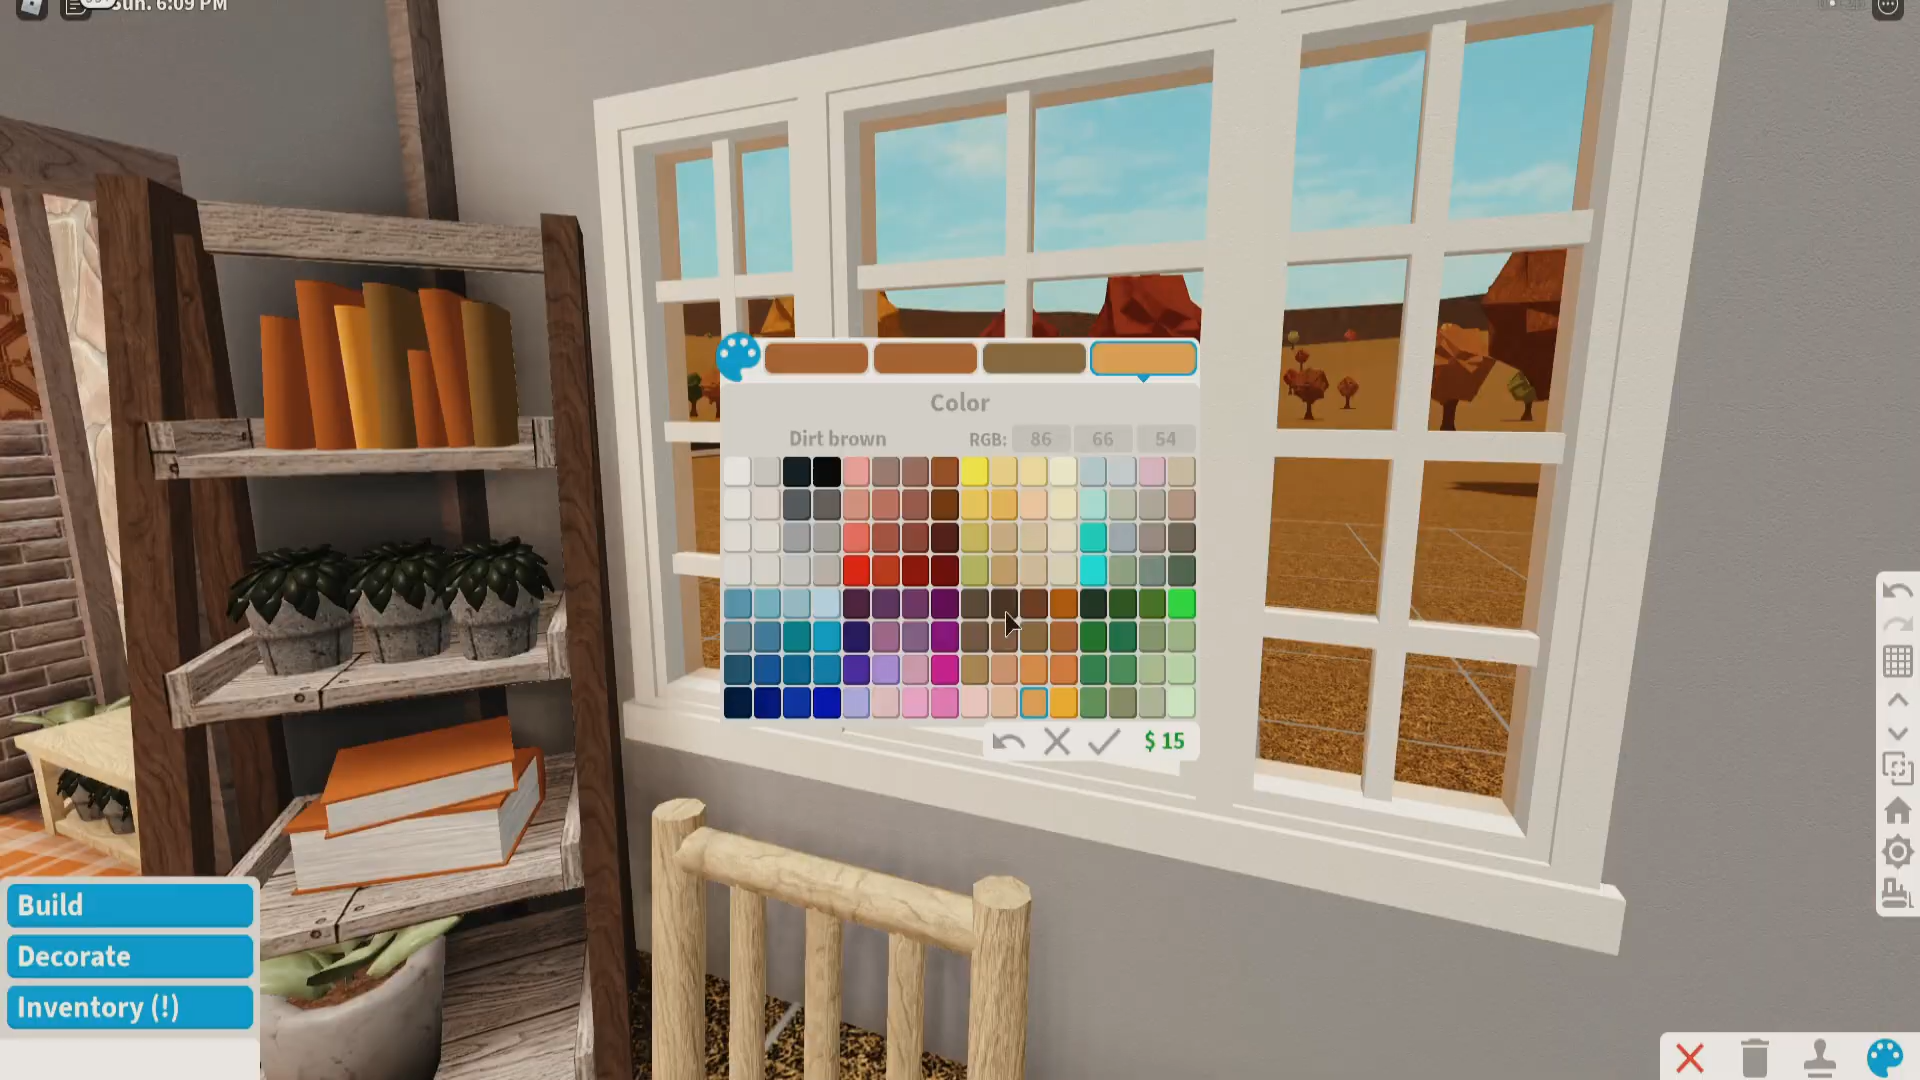 Sun. 6:09 PM
Color
Dirt brown RGB: 86 66 54
$ 15
Build
Decorate
Inventory (!)